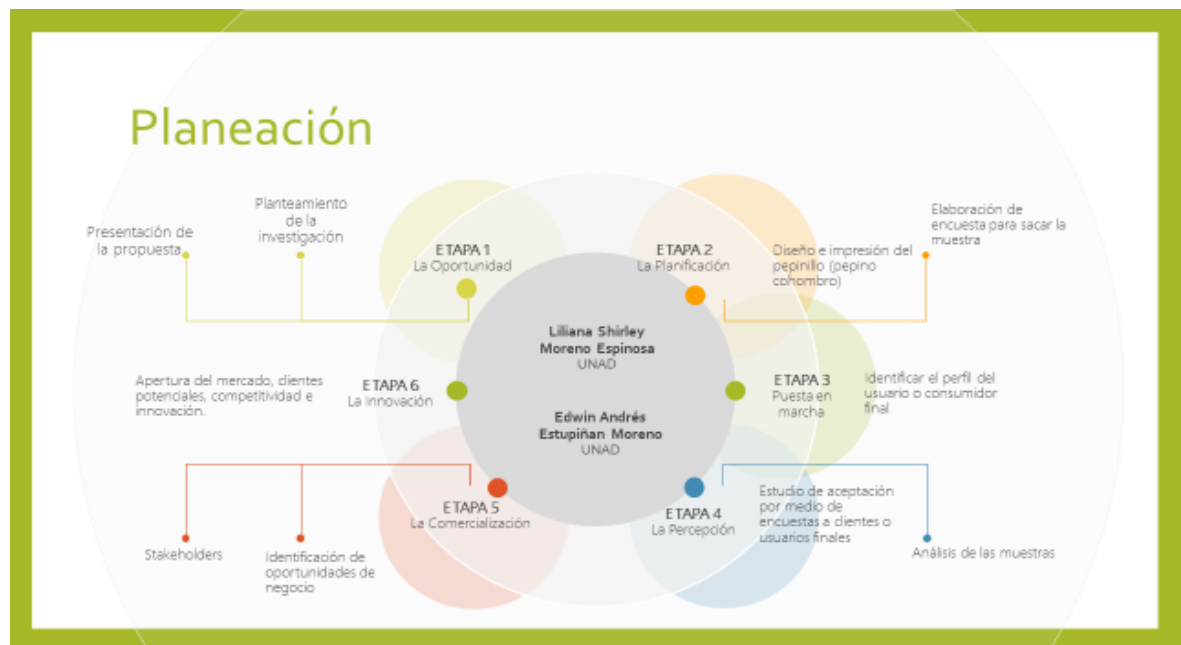 Planeación
Presentación de
la propuesta
Planteamiento
de la
investigación
ETAPA 1
La Oportunidad
ETAPA 2
La Planificación
Diseño e impresión del
pepinillo (pepino
cohombro)
Elaboración de
encuesta para sacar la
muestra
Liliana Shirley
Moreno Espinosa
UNAD
Edwin Andrés
Estupiñan Moreno
UNAD
ETAPA 3
Puesta en
marcha
Identificar el perfil del
usuario o consumidor
final
Apertura del mercado, clientes
potenciales, competitividad e
innovación.
ETAPA 6
La Innovación
ETAPA 5
La Comercialización
Stakeholders
Identificación de
oportunidades de
negocio
ETAPA 4
La Percepción
Estudio de aceptación
por medio de
encuestas a clientes o
usuarios finales
Análisis de las muestras